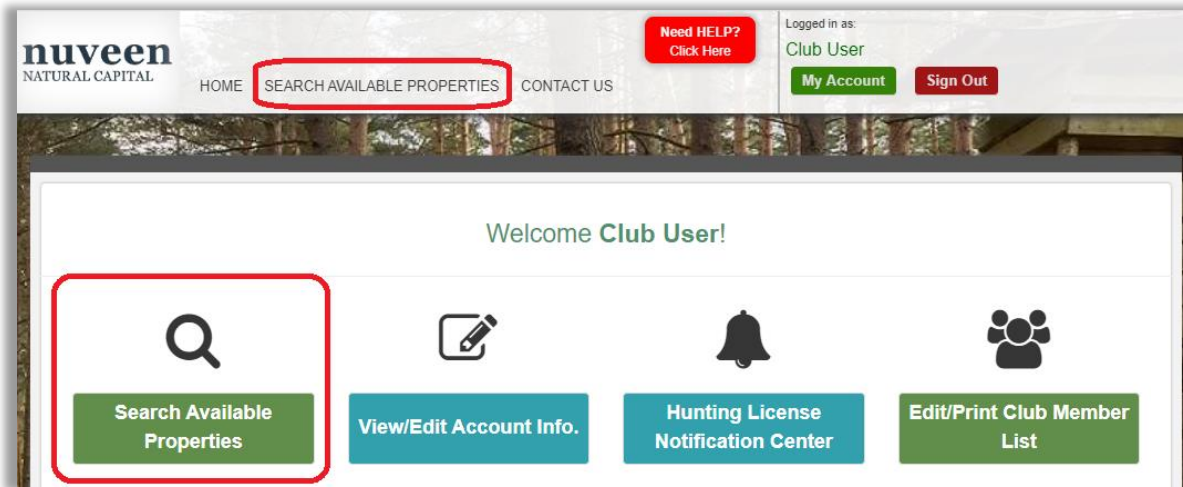 nuveen
NATURAL CAPITAL
HOME SEARCH AVAILABLE PROPERTIES CONTACT US
Need HELP?
Click Here
Logged in as:
Club User
My Account Sign Out
Welcome Club User!
Search Available
Properties
View/Edit Account Info.
Hunting License
Notification Center
Edit/Print Club Member
List